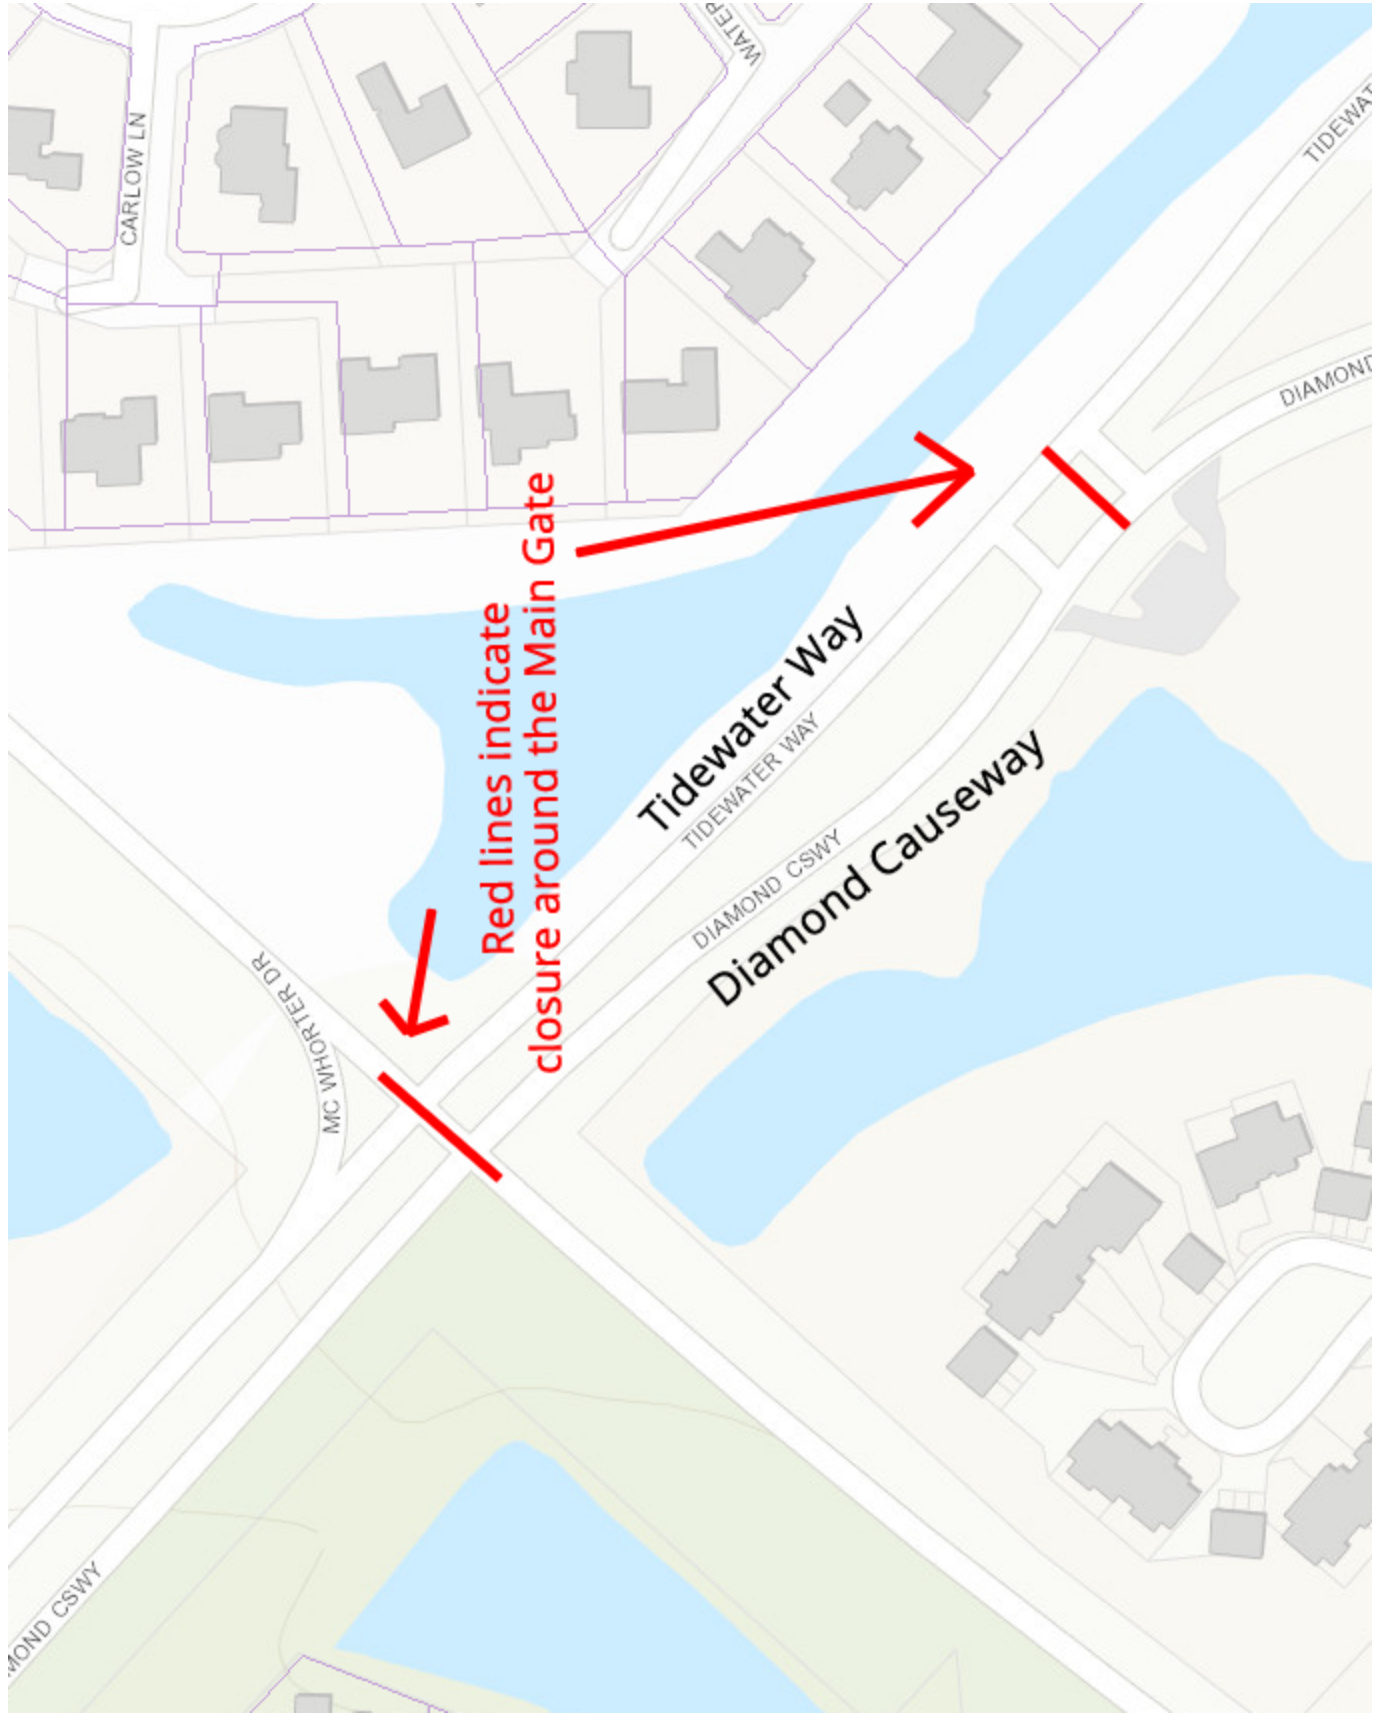 WATER
CARLOW LN
TIDEWAT
DIAMOND
Red lines indicate
closure around the Main Gate
Tidewater Way
TIDEWATER WAY
DIAMOND CSWY
Diamond Causeway
MC WHORTER DR
MOND CSWY